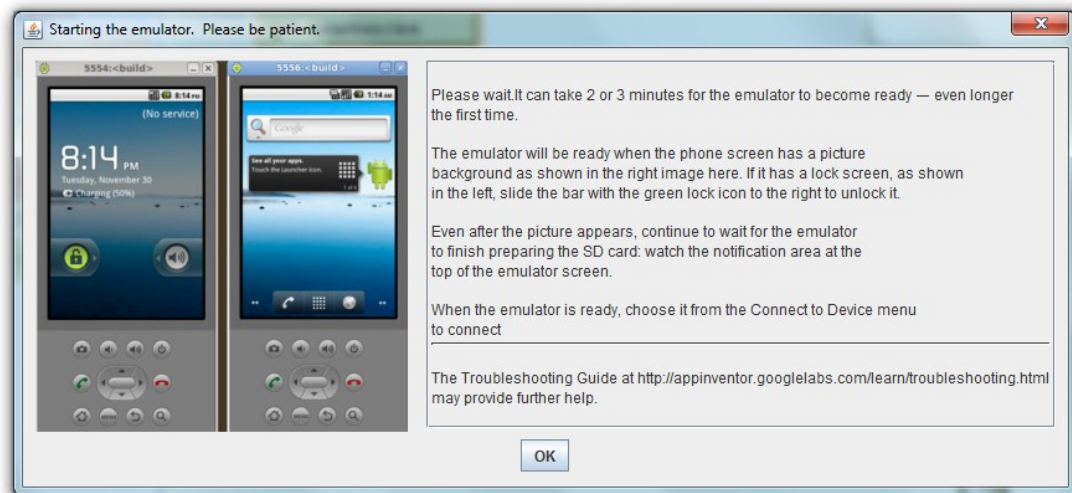 Starting the emulator. Please be patient.
5554:<build>
8:14 PM
(No service)
8:14 PM
Tuesday, November 30
Charging (50%)
MENU
5556:<build>
1:14 AM
Google
See all your apps.
Touch the Launcher icon.
1 of 6
MENU
Please wait.It can take 2 or 3 minutes for the emulator to become ready — even longer
the first time.
The emulator will be ready when the phone screen has a picture
background as shown in the right image here. If it has a lock screen, as shown
in the left, slide the bar with the green lock icon to the right to unlock it.
Even after the picture appears, continue to wait for the emulator
to finish preparing the SD card: watch the notification area at the
top of the emulator screen.
When the emulator is ready, choose it from the Connect to Device menu
to connect
The Troubleshooting Guide at http://appinventor.googlelabs.com/learn/troubleshooting.html
may provide further help.
OK